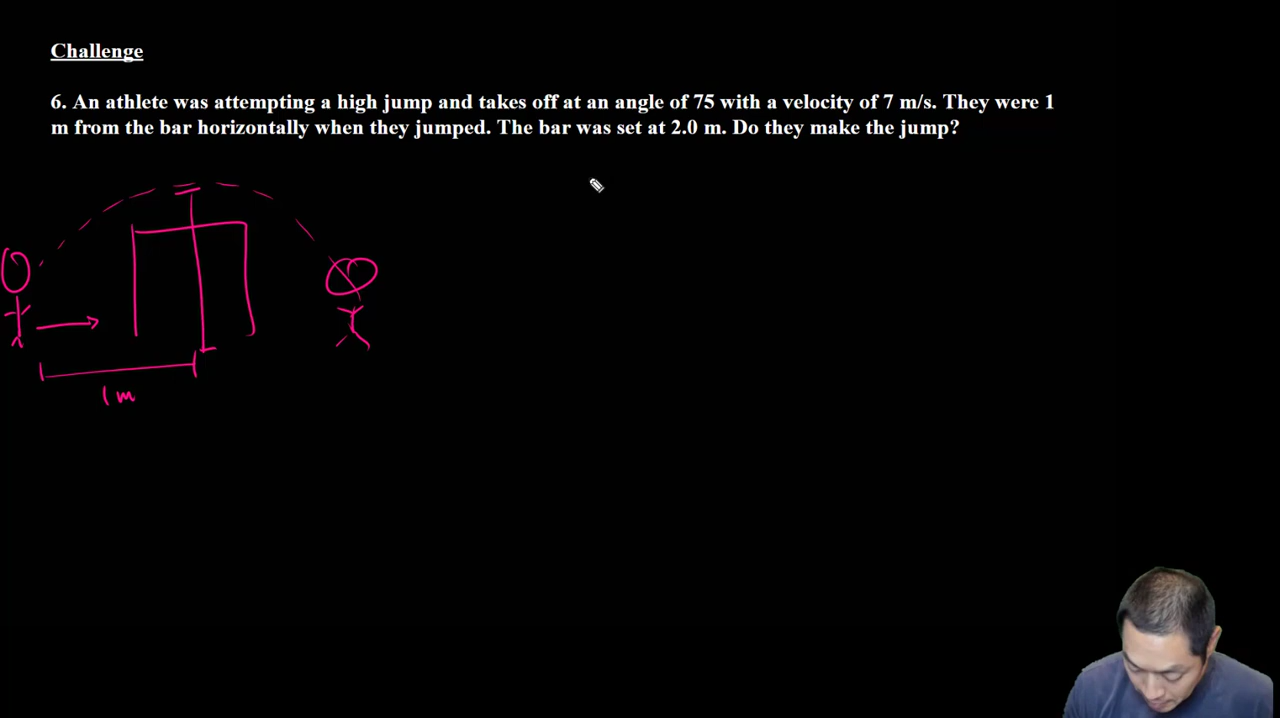 Challenge
6. An athlete was attempting a high jump and takes off at an angle of 75 with a velocity of 7 m/s. They were 1
m from the bar horizontally when they jumped. The bar was set at 2.0 m. Do they make the jump?
1 m